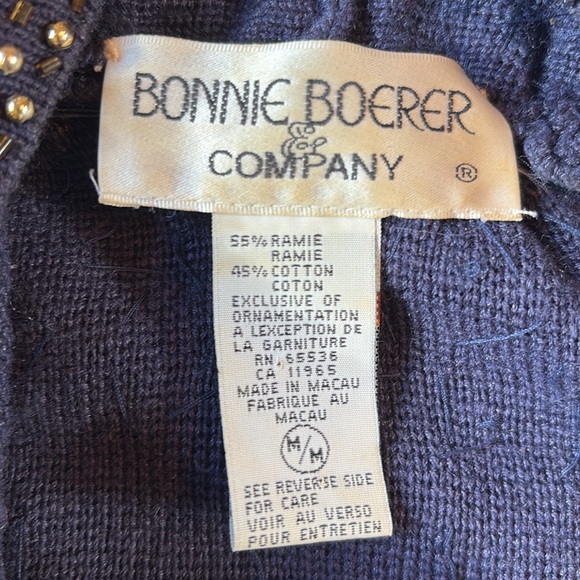 BONNIE BOERER
&
COMPANY ®
55% RAMIE
RAMIE
45% COTTON
COTON
EXCLUSIVE OF
ORNAMENTATION
A LEXCEPTION DE
LA GARNITURE
RN. 65536
CA 11965
MADE IN MACAU
FABRIQUE AU
MACAU
M/M
SEE REVERSE SIDE
FOR CARE
VOIR AU VERSO
POUR ENTRETIEN